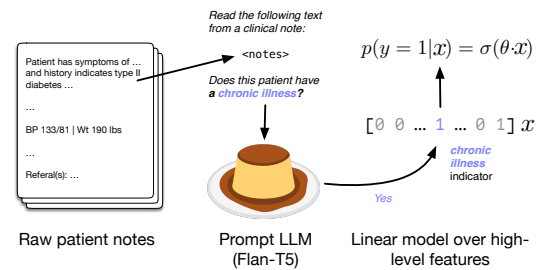 Patient has symptoms of ...
and history indicates type II
diabetes ...
...
BP 133/81 | Wt 190 lbs
...
Referal(s): ...
Raw patient notes
Read the following text
from a clinical note:
<notes>
Does this patient have
a chronic illness?
Prompt LLM
(Flan-T5)
Yes
p(y = 1|x) = σ(θ·x)
[0 0 … 1 … 0 1] x
chronic
illness
indicator
Linear model over high-
level features